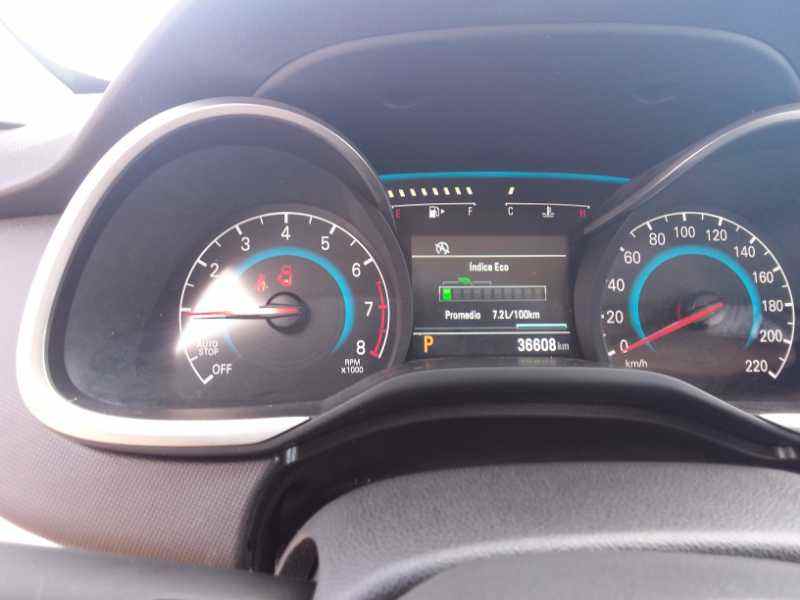 E F C H
Índice Eco
Promedio 7.2L/100km
P 36608 km
2 3 4 5 6 7 8
AUTO
STOP
OFF
RPM
X1000
0 20 40 60 80 100 120 140 160 180 200 220
km/h